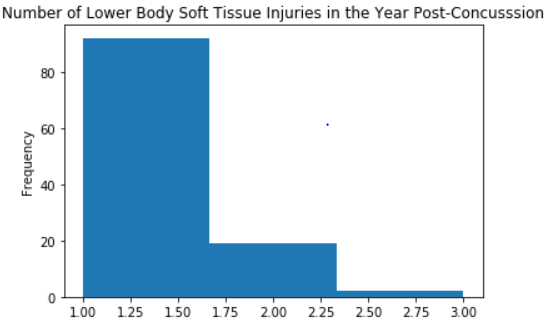 Number of Lower Body Soft Tissue Injuries in the Year Post-Concusssion
80
60
40
20
0
Frequency
1.00 1.25 1.50 1.75 2.00 2.25 2.50 2.75 3.00